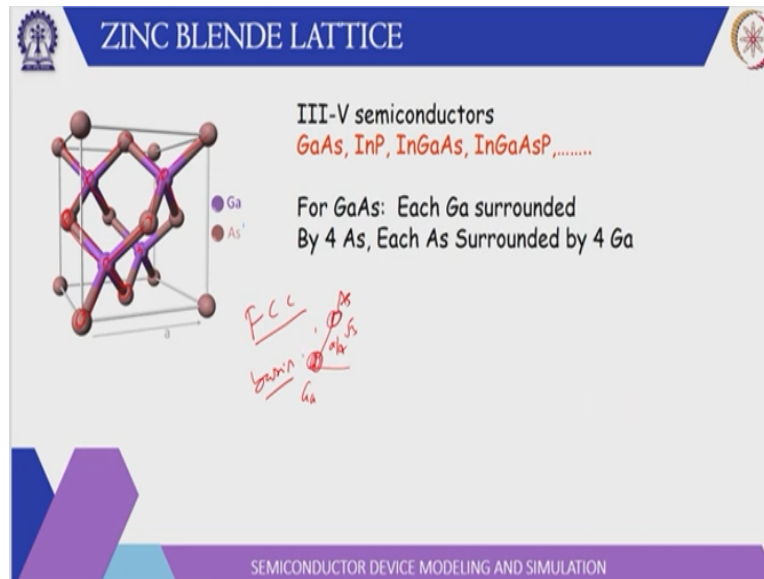 ZINC BLENDE LATTICE
III-V semiconductors
GaAs, InP, InGaAs, InGaAsP,........
Ga
As
For GaAs: Each Ga surrounded
By 4 As, Each As Surrounded by 4 Ga
a
FCC
As
basis
Ga
SEMICONDUCTOR DEVICE MODELING AND SIMULATION